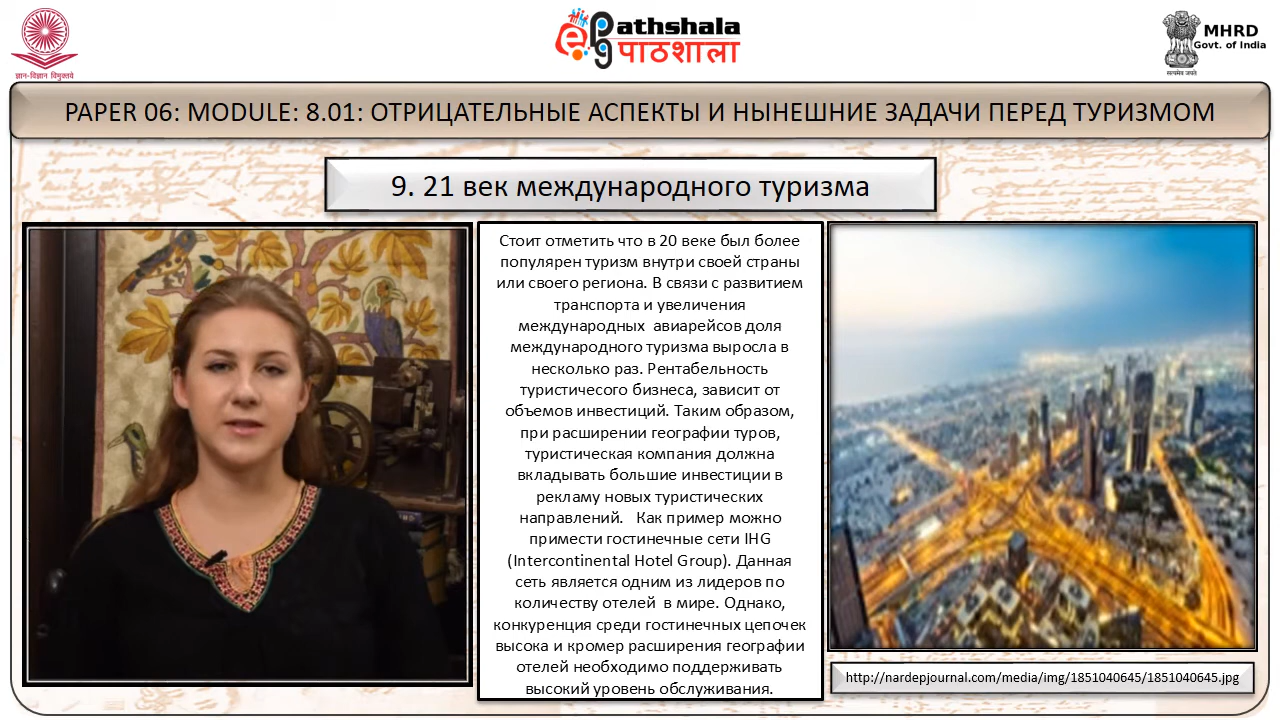 ज्ञान-विज्ञान विमुक्तये
ePg Pathshala
पाठशाला
MHRD
Govt. of India
सत्यमेव जयते
PAPER 06: MODULE: 8.01: ОТРИЦАТЕЛЬНЫЕ АСПЕКТЫ И НЫНЕШНИЕ ЗАДАЧИ ПЕРЕД ТУРИЗМОМ
9. 21 век международного туризма
Стоит отметить что в 20 веке был более
популярен туризм внутри своей страны
или своего региона. В связи с развитием
транспорта и увеличения
международных авиарейсов доля
международного туризма выросла в
несколько раз. Рентабельность
туристичесого бизнеса, зависит от
объемов инвестиций. Таким образом,
при расширении географии туров,
туристическая компания должна
вкладывать большие инвестиции в
рекламу новых туристических
направлений. Как пример можно
примести гостинечные сети IHG
(Intercontinental Hotel Group). Данная
сеть является одним из лидеров по
количеству отелей в мире. Однако,
конкуренция среди гостинечных цепочек
высока и кромер расширения географии
отелей необходимо поддерживать
высокий уровень обслуживания.
http://nardepjournal.com/media/img/1851040645/1851040645.jpg